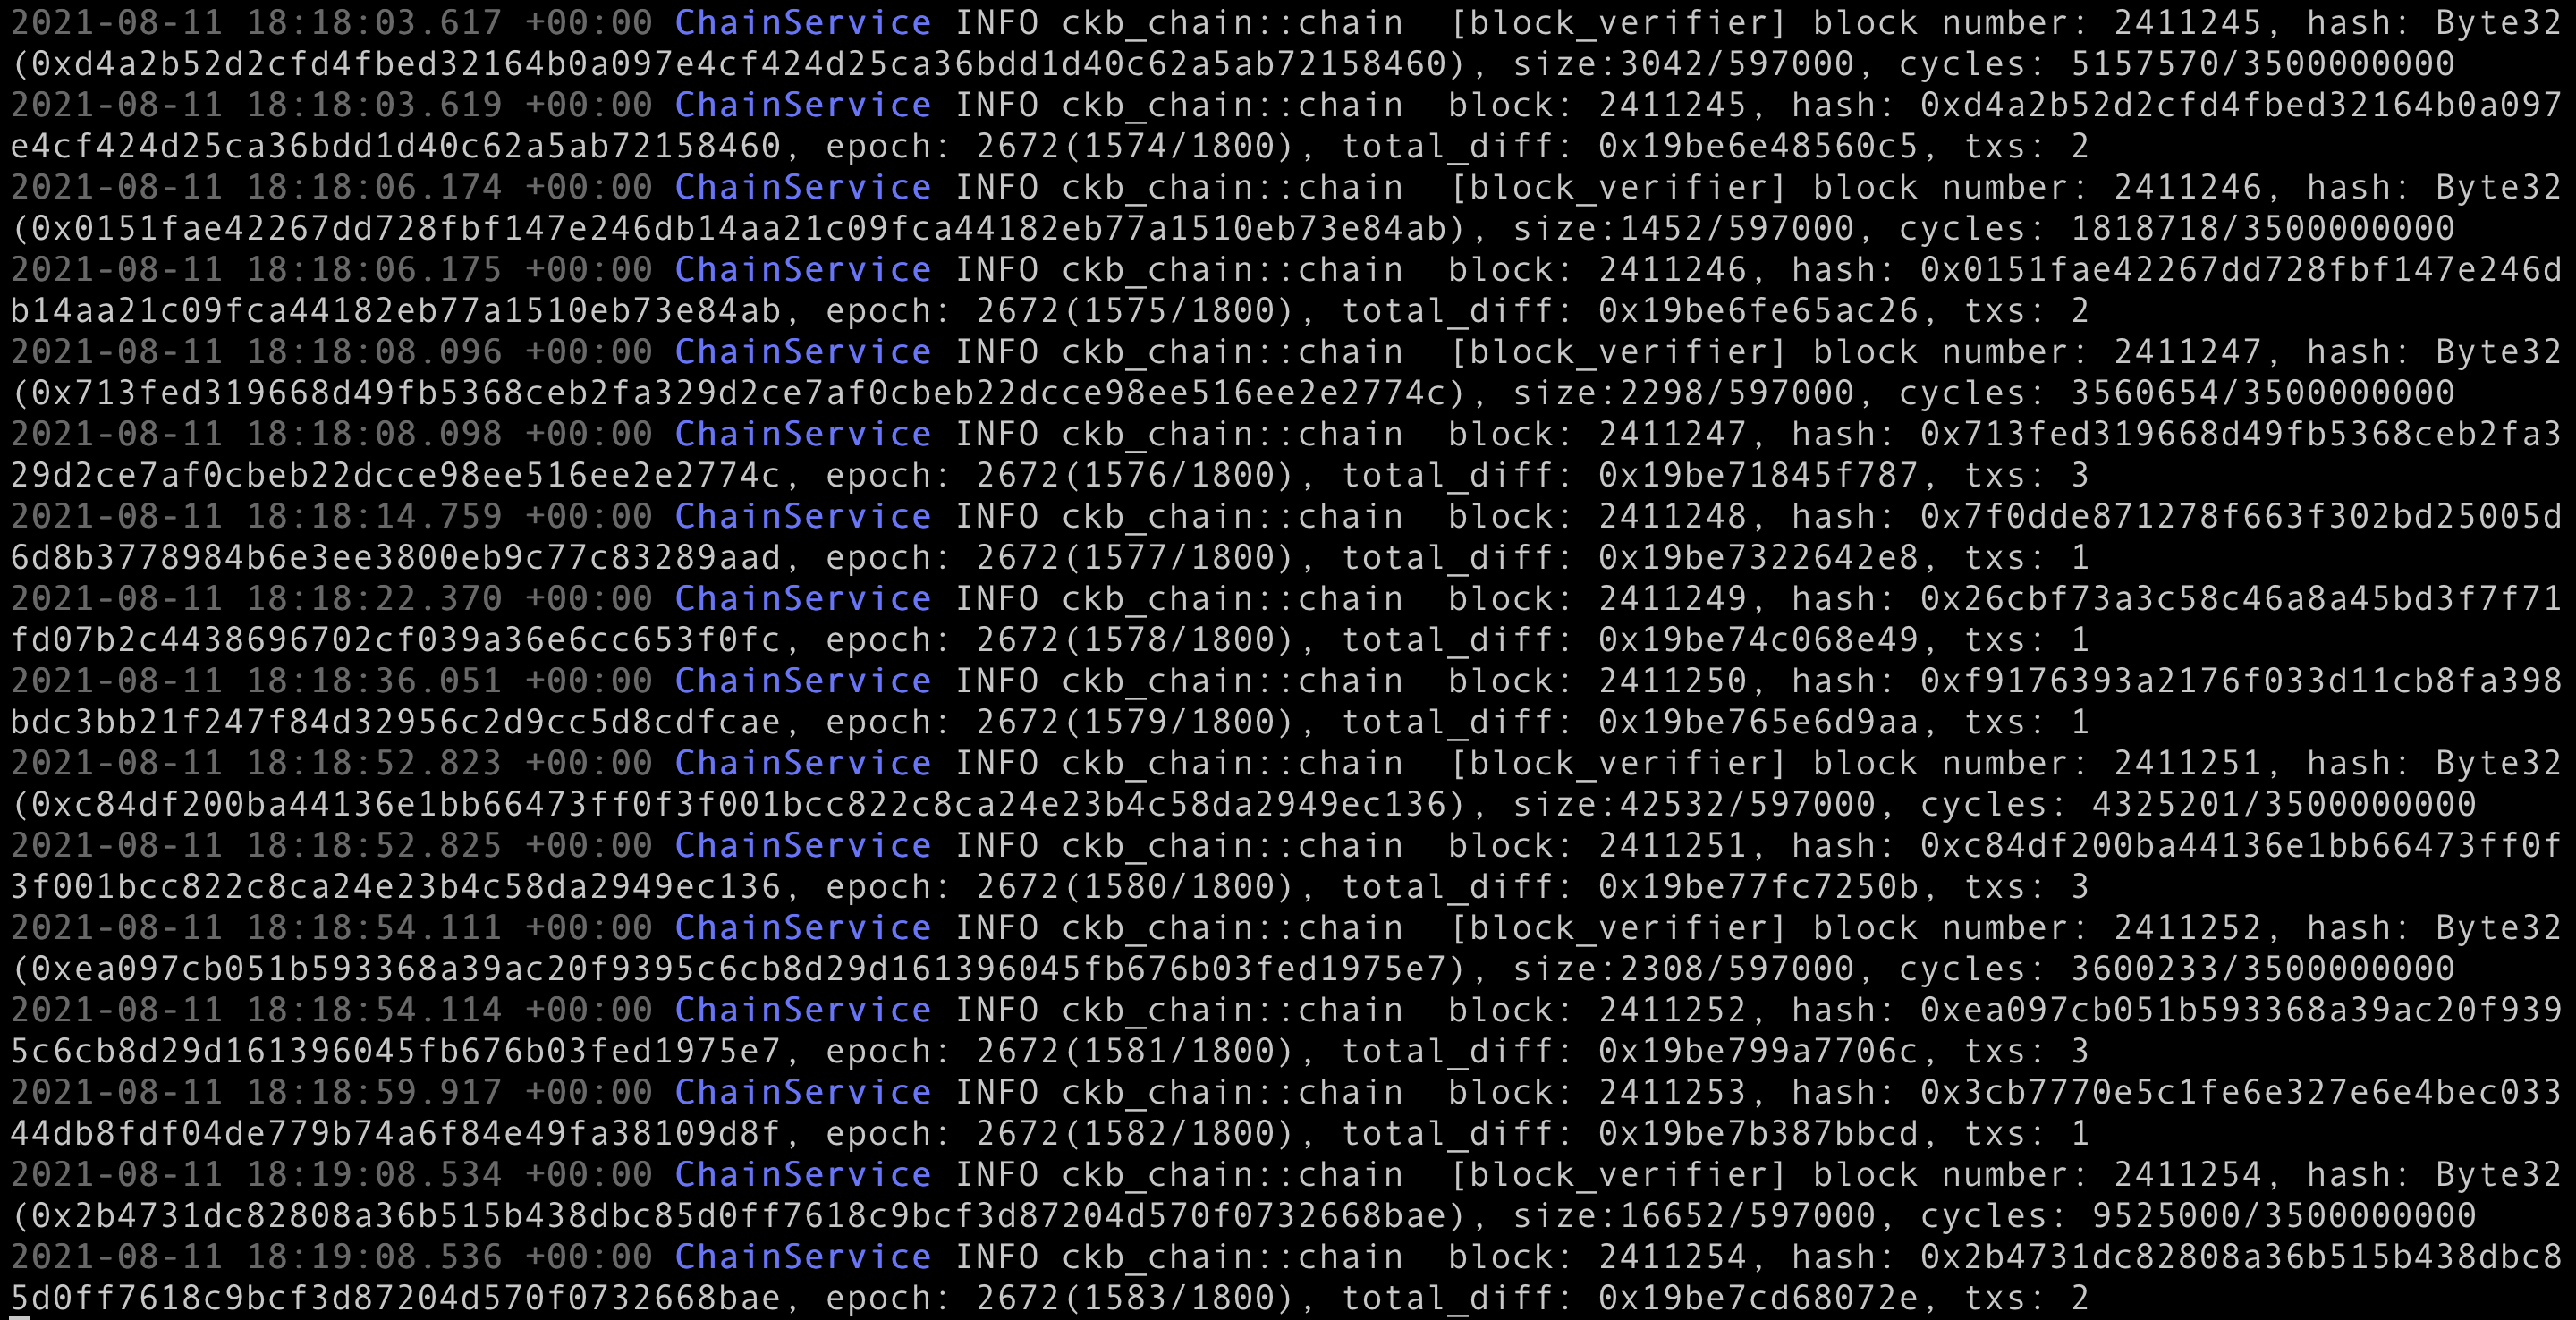 2021-08-11 18:18:03.617 +00:00 ChainService INFO ckb_chain::chain  [block_verifier] block number: 2411245, hash: Byte32
(0xd4a2b52d2cfd4fbed32164b0a097e4cf424d25ca36bdd1d40c62a5ab72158460), size:3042/597000, cycles: 5157570/3500000000
2021-08-11 18:18:03.619 +00:00 ChainService INFO ckb_chain::chain  block: 2411245, hash: 0xd4a2b52d2cfd4fbed32164b0a097
e4cf424d25ca36bdd1d40c62a5ab72158460, epoch: 2672(1574/1800), total_diff: 0x19be6e48560c5, txs: 2
2021-08-11 18:18:06.174 +00:00 ChainService INFO ckb_chain::chain  [block_verifier] block number: 2411246, hash: Byte32
(0x0151fae42267dd728fbf147e246db14aa21c09fca44182eb77a1510eb73e84ab), size:1452/597000, cycles: 1818718/3500000000
2021-08-11 18:18:06.175 +00:00 ChainService INFO ckb_chain::chain  block: 2411246, hash: 0x0151fae42267dd728fbf147e246d
b14aa21c09fca44182eb77a1510eb73e84ab, epoch: 2672(1575/1800), total_diff: 0x19be6fe65ac26, txs: 2
2021-08-11 18:18:08.096 +00:00 ChainService INFO ckb_chain::chain  [block_verifier] block number: 2411247, hash: Byte32
(0x713fed319668d49fb5368ceb2fa329d2ce7af0cbeb22dcce98ee516ee2e2774c), size:2298/597000, cycles: 3560654/3500000000
2021-08-11 18:18:08.098 +00:00 ChainService INFO ckb_chain::chain  block: 2411247, hash: 0x713fed319668d49fb5368ceb2fa3
29d2ce7af0cbeb22dcce98ee516ee2e2774c, epoch: 2672(1576/1800), total_diff: 0x19be71845f787, txs: 3
2021-08-11 18:18:14.759 +00:00 ChainService INFO ckb_chain::chain  block: 2411248, hash: 0x7f0dde871278f663f302bd25005d
6d8b3778984b6e3ee3800eb9c77c83289aad, epoch: 2672(1577/1800), total_diff: 0x19be7322642e8, txs: 1
2021-08-11 18:18:22.370 +00:00 ChainService INFO ckb_chain::chain  block: 2411249, hash: 0x26cbf73a3c58c46a8a45bd3f7f71
fd07b2c4438696702cf039a36e6cc653f0fc, epoch: 2672(1578/1800), total_diff: 0x19be74c068e49, txs: 1
2021-08-11 18:18:36.051 +00:00 ChainService INFO ckb_chain::chain  block: 2411250, hash: 0xf9176393a2176f033d11cb8fa398
bdc3bb21f247f84d32956c2d9cc5d8cdfcae, epoch: 2672(1579/1800), total_diff: 0x19be765e6d9aa, txs: 1
2021-08-11 18:18:52.823 +00:00 ChainService INFO ckb_chain::chain  [block_verifier] block number: 2411251, hash: Byte32
(0xc84df200ba44136e1bb66473ff0f3f001bcc822c8ca24e23b4c58da2949ec136), size:42532/597000, cycles: 4325201/3500000000
2021-08-11 18:18:52.825 +00:00 ChainService INFO ckb_chain::chain  block: 2411251, hash: 0xc84df200ba44136e1bb66473ff0f
3f001bcc822c8ca24e23b4c58da2949ec136, epoch: 2672(1580/1800), total_diff: 0x19be77fc7250b, txs: 3
2021-08-11 18:18:54.111 +00:00 ChainService INFO ckb_chain::chain  [block_verifier] block number: 2411252, hash: Byte32
(0xea097cb051b593368a39ac20f9395c6cb8d29d161396045fb676b03fed1975e7), size:2308/597000, cycles: 3600233/3500000000
2021-08-11 18:18:54.114 +00:00 ChainService INFO ckb_chain::chain  block: 2411252, hash: 0xea097cb051b593368a39ac20f939
5c6cb8d29d161396045fb676b03fed1975e7, epoch: 2672(1581/1800), total_diff: 0x19be799a7706c, txs: 3
2021-08-11 18:18:59.917 +00:00 ChainService INFO ckb_chain::chain  block: 2411253, hash: 0x3cb7770e5c1fe6e327e6e4bec033
44db8fdf04de779b74a6f84e49fa38109d8f, epoch: 2672(1582/1800), total_diff: 0x19be7b387bbcd, txs: 1
2021-08-11 18:19:08.534 +00:00 ChainService INFO ckb_chain::chain  [block_verifier] block number: 2411254, hash: Byte32
(0x2b4731dc82808a36b515b438dbc85d0ff7618c9bcf3d87204d570f0732668bae), size:16652/597000, cycles: 9525000/3500000000
2021-08-11 18:19:08.536 +00:00 ChainService INFO ckb_chain::chain  block: 2411254, hash: 0x2b4731dc82808a36b515b438dbc8
5d0ff7618c9bcf3d87204d570f0732668bae, epoch: 2672(1583/1800), total_diff: 0x19be7cd68072e, txs: 2